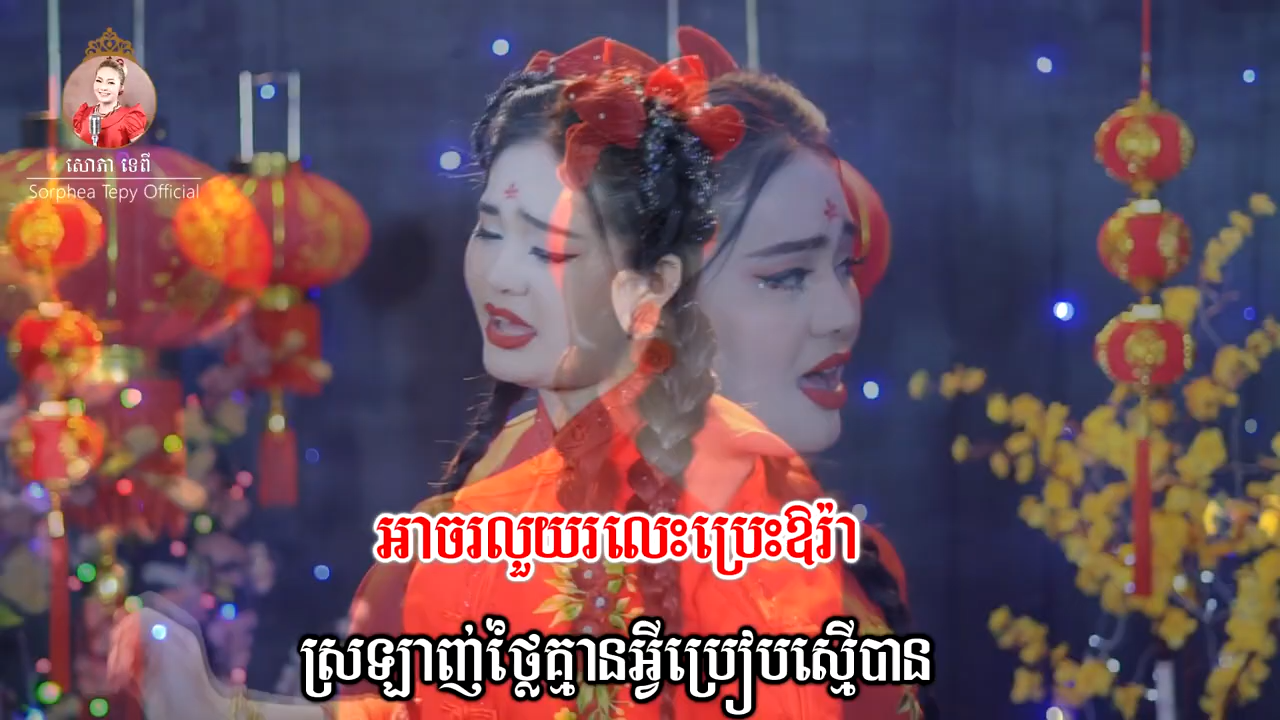 សោភា ទេពី
Sorphea Tepy Official
អាចរលួយរលេះប្រេះឱរ៉ា
ស្រឡាញ់ថ្លៃគ្មានអ្វីប្រៀបស្មើបាន